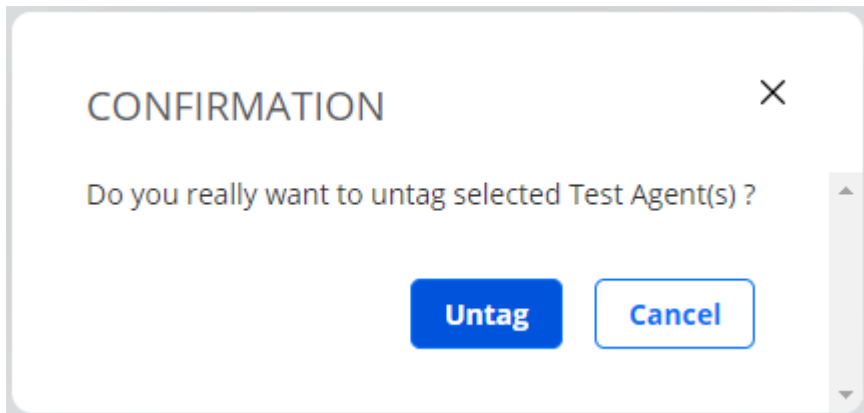 CONFIRMATION
Do you really want to untag selected Test Agent(s) ?
Untag Cancel